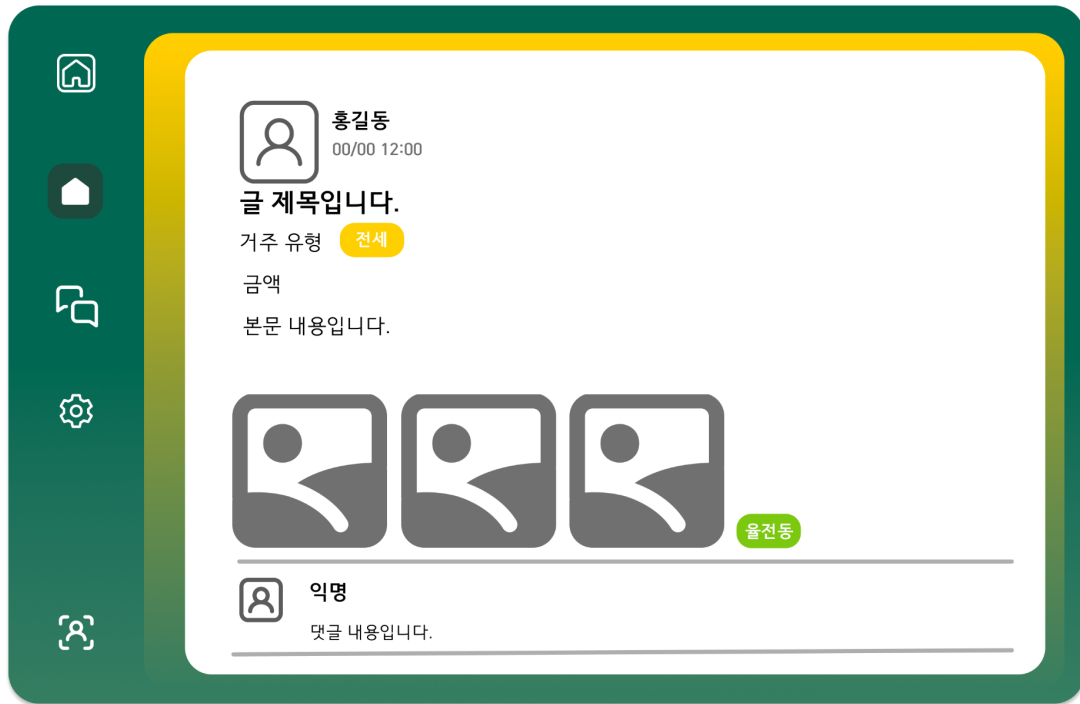 홍길동
00/00 12:00
글 제목입니다.
거주 유형 전세
금액
본문 내용입니다.
율전동
익명
댓글 내용입니다.